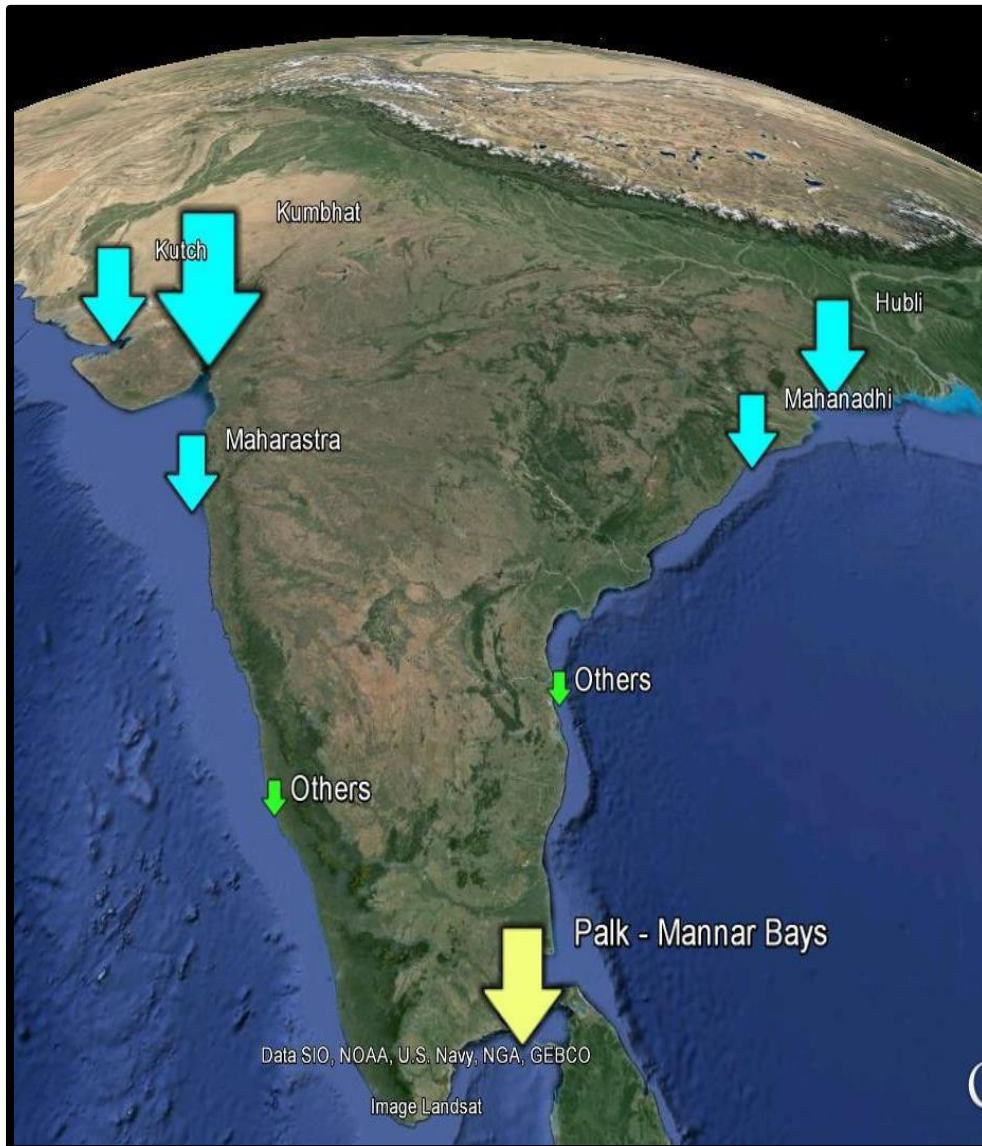 Kumbhat
Kutch
Hubli
Mahanadhi
Maharastra
Others
Others
Palk - Mannar Bays
Data SIO, NOAA, U.S. Navy, NGA, GEBCO
Image Landsat